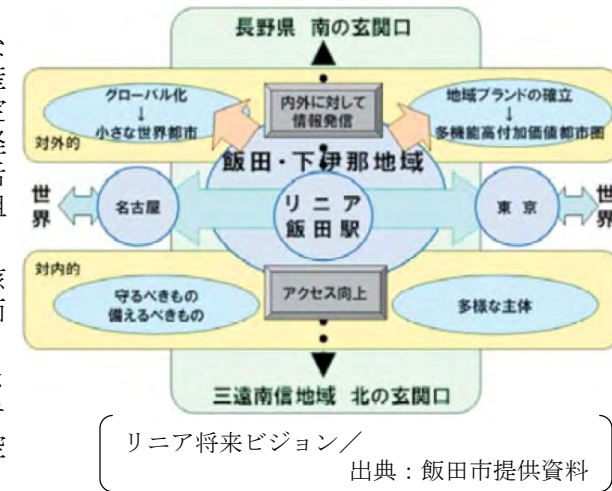 長野県 南の玄関口
グローバル化
↓
小さな世界都市
内外に対して
情報発信
地域ブランドの確立
↓
多機能高付加価値都市圏
対外的
飯田・下伊那地域
世界
名古屋
リニア
飯田駅
東京
世界
対内的
守るべきもの
備えるべきもの
アクセス向上
多様な主体
三遠南信地域 北の玄関口
リニア将来ビジョン／
出典：飯田市提供資料